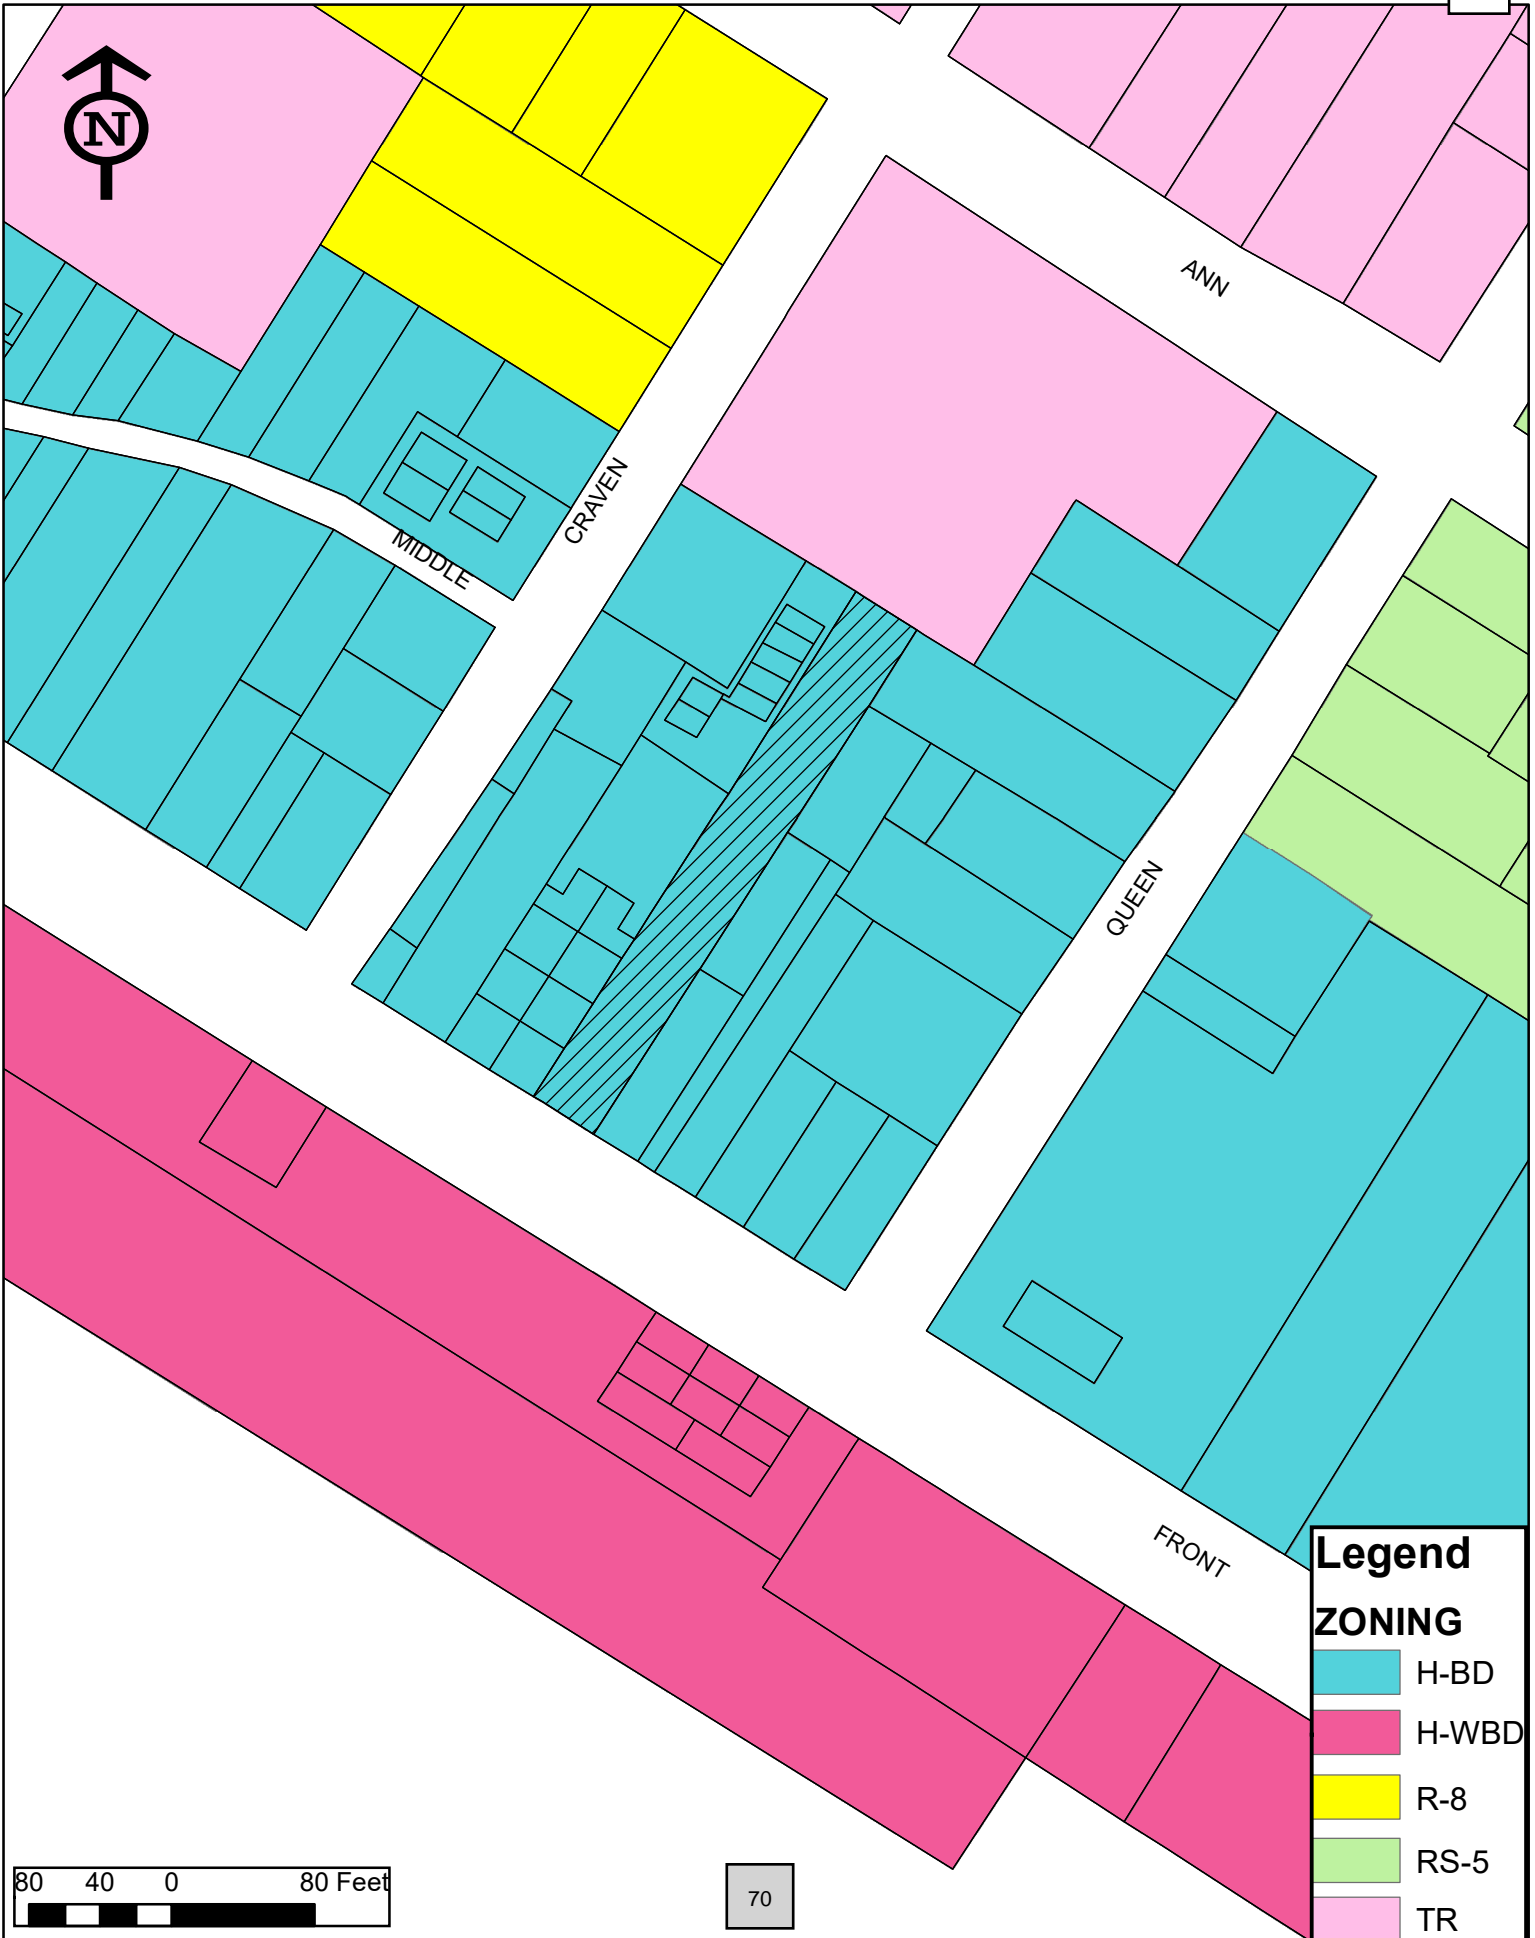 N
ANN
CRAVEN
MIDDLE
QUEEN
FRONT
Legend
ZONING
H-BD
H-WBD
R-8
RS-5
TR
80 40 0 80 Feet
70